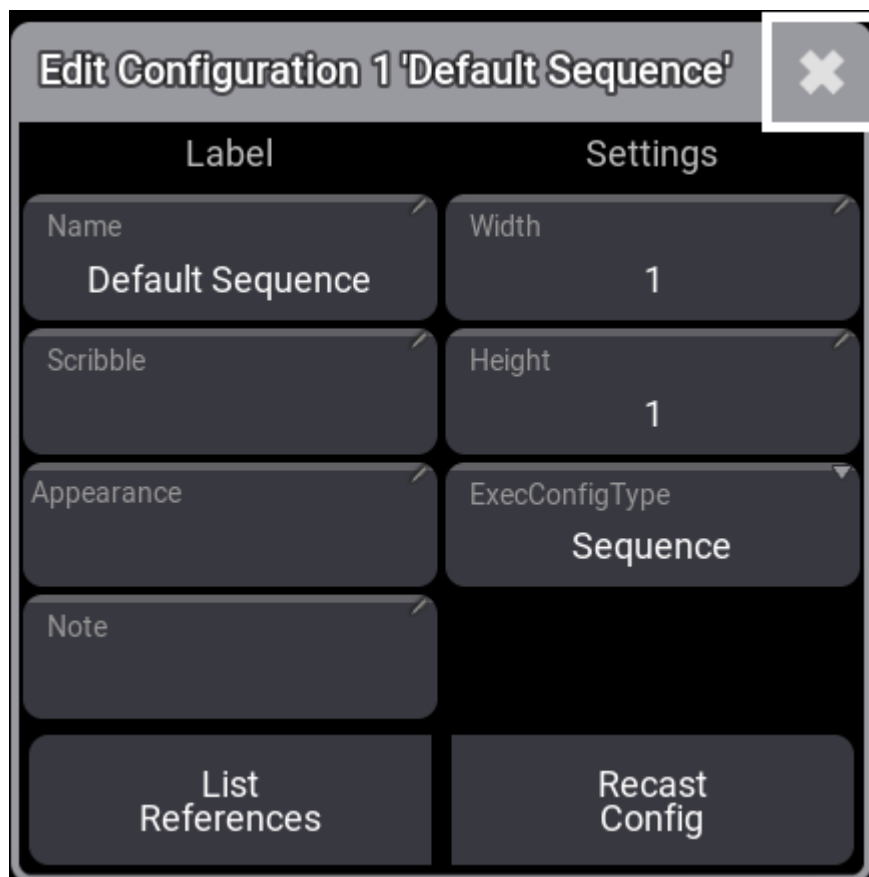 Edit Configuration 1 'Default Sequence'
Label
Settings
Name
Default Sequence
Width
1
Scribble
Height
1
Appearance
ExecConfigType
Sequence
Note
List
References
Recast
Config